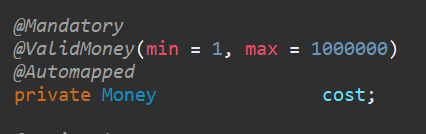 @Mandatory
@ValidMoney(min = 1, max = 1000000)
@Automapped
private Money cost;